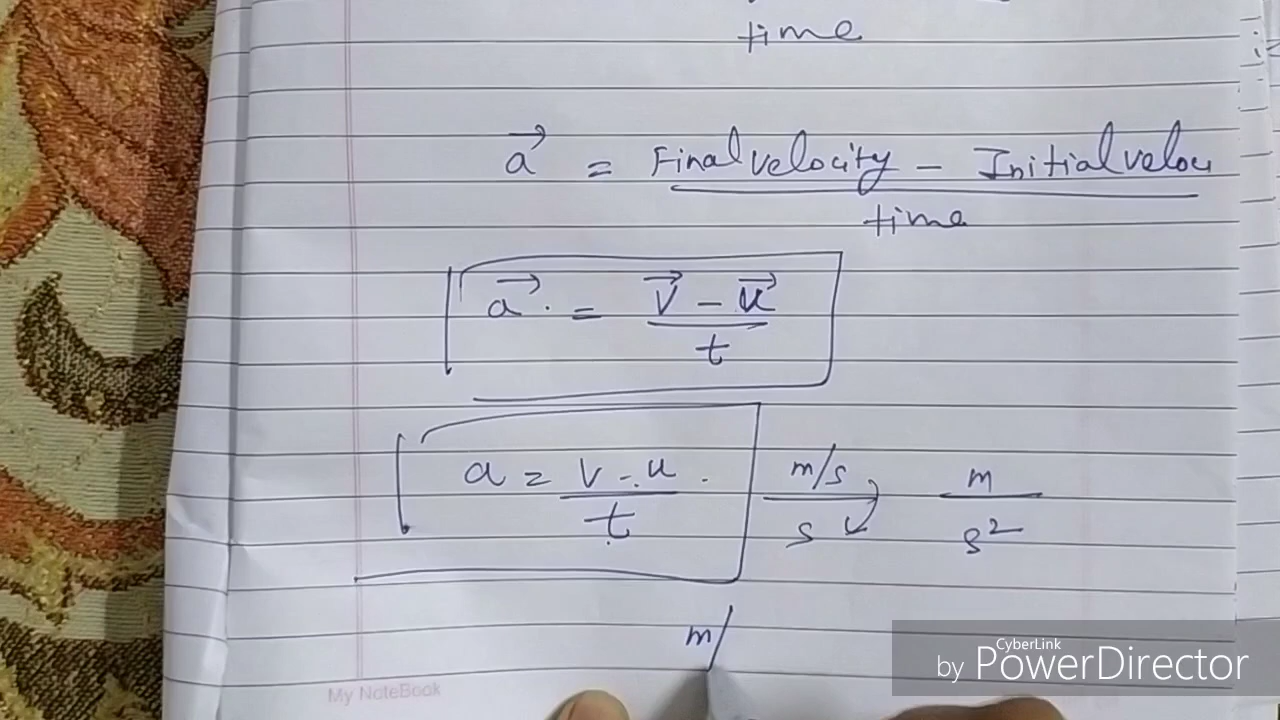 time
a⃗ = Final velocity - Initial velou
time
a⃗ . = v⃗ - u⃗
t
a = v - u . m/s m
t s s²
m/
My NoteBook
CyberLink
by PowerDirector